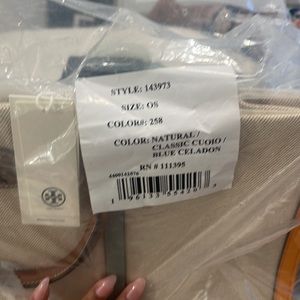 STYLE: 143973
SIZE: OS
COLOR#: 258
COLOR: NATURAL /
CLASSIC CUOIO /
BLUE CELADON
RN # 111395